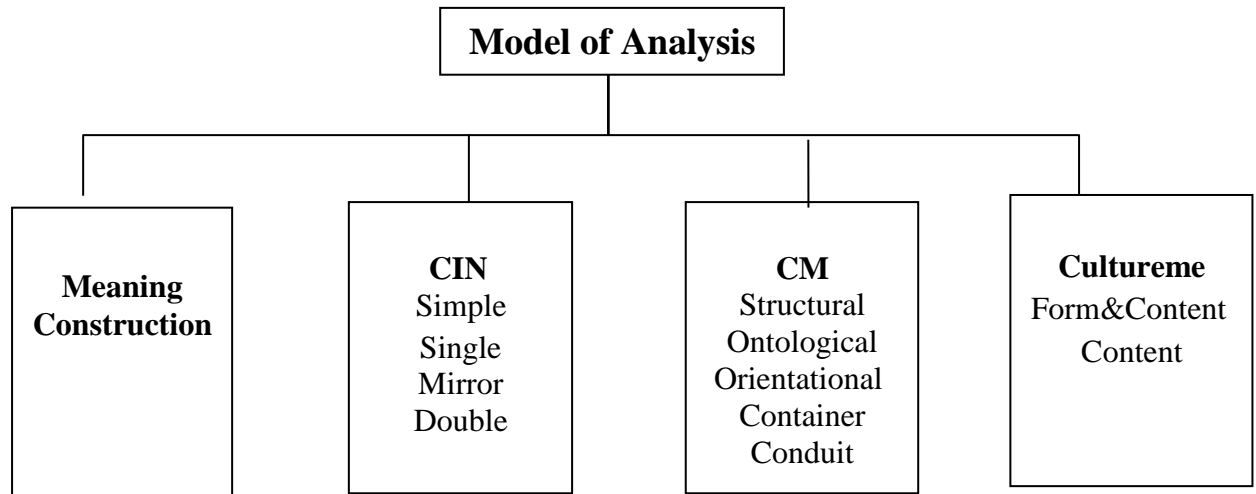 Model of Analysis
Meaning
Construction
CIN
Simple
Single
Mirror
Double
CM
Structural
Ontological
Orientational
Container
Conduit
Cultureme
Form&Content
Content